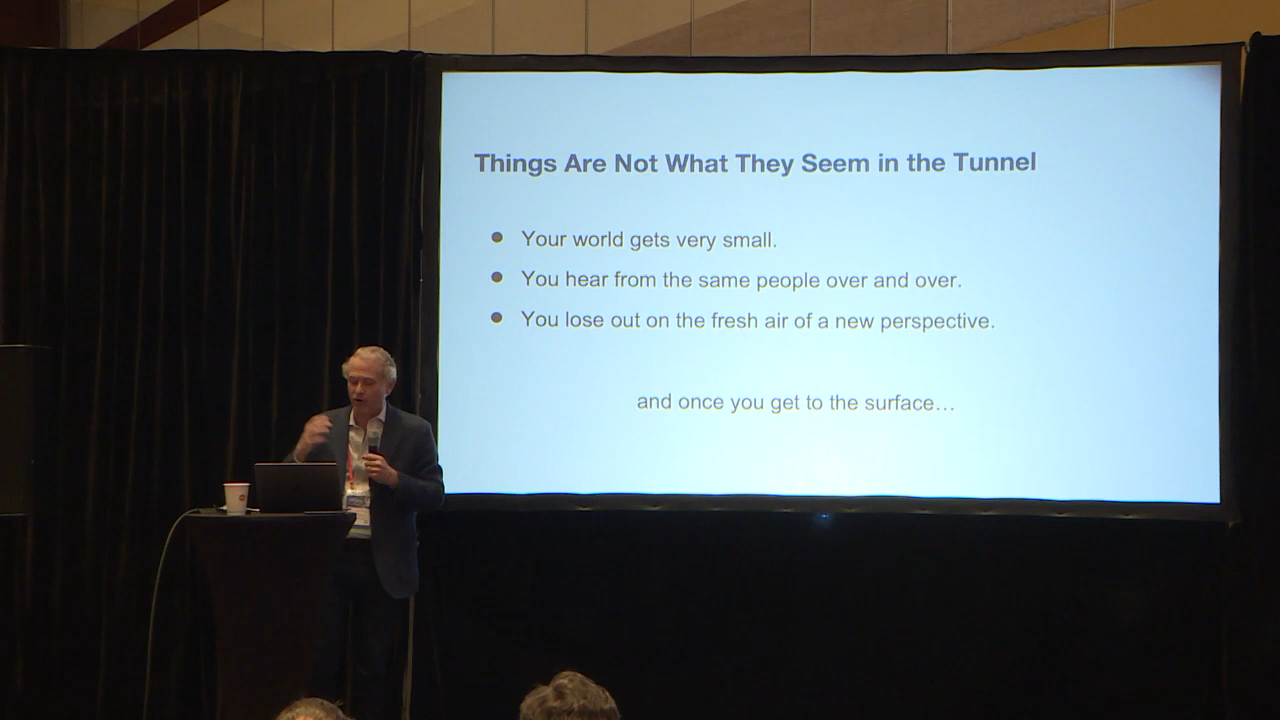 Things Are Not What They Seem in the Tunnel
● Your world gets very small.
● You hear from the same people over and over.
● You lose out on the fresh air of a new perspective.
and once you get to the surface…